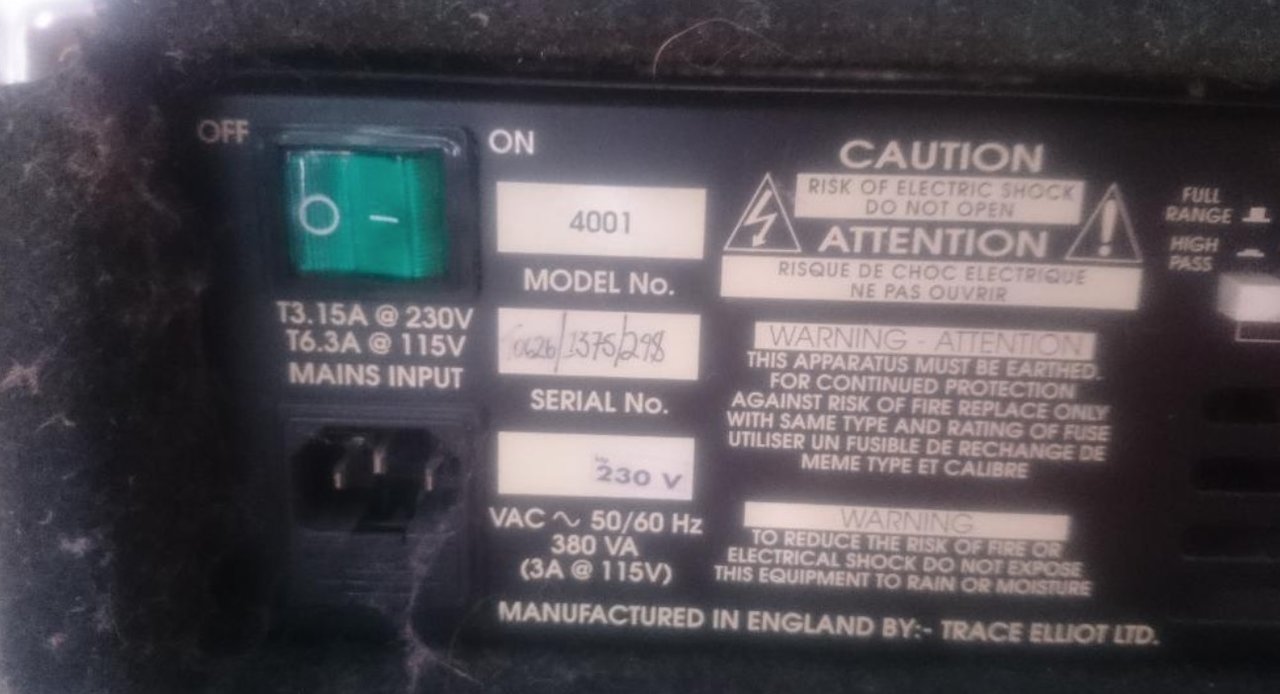 OFF
ON
O –
T3.15A @ 230V
T6.3A @ 115V
MAINS INPUT
4001
MODEL No.
/1375/298
SERIAL No.
230 V
VAC ∿ 50/60 Hz
380 VA
(3A @ 115V)
CAUTION
RISK OF ELECTRIC SHOCK
DO NOT OPEN
ATTENTION
RISQUE DE CHOC ELECTRIQUE
NE PAS OUVRIR
WARNING - ATTENTION
THIS APPARATUS MUST BE EARTHED.
FOR CONTINUED PROTECTION
AGAINST RISK OF FIRE REPLACE ONLY
WITH SAME TYPE AND RATING OF FUSE
UTILISER UN FUSIBLE DE RECHANGE DE
MEME TYPE ET CALIBRE
WARNING
TO REDUCE THE RISK OF FIRE OR
ELECTRICAL SHOCK DO NOT EXPOSE
THIS EQUIPMENT TO RAIN OR MOISTURE
MANUFACTURED IN ENGLAND BY:- TRACE ELLIOT LTD.
FULL
RANGE
HIGH
PASS